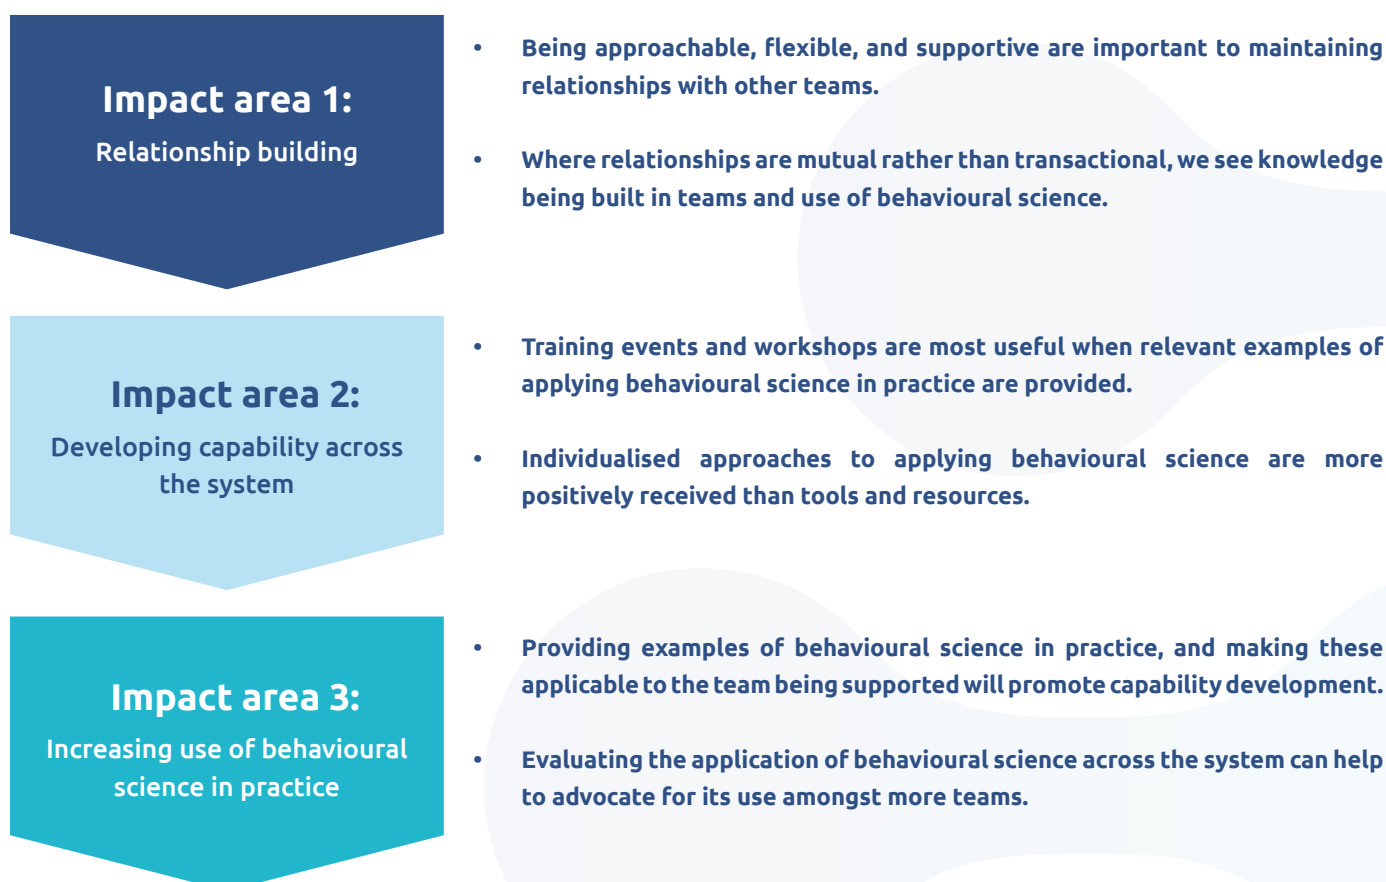 Impact area 1:
Relationship building
• Being approachable, flexible, and supportive are important to maintaining
relationships with other teams.
• Where relationships are mutual rather than transactional, we see knowledge
being built in teams and use of behavioural science.
Impact area 2:
Developing capability across
the system
• Training events and workshops are most useful when relevant examples of
applying behavioural science in practice are provided.
• Individualised approaches to applying behavioural science are more
positively received than tools and resources.
Impact area 3:
Increasing use of behavioural
science in practice
• Providing examples of behavioural science in practice, and making these
applicable to the team being supported will promote capability development.
• Evaluating the application of behavioural science across the system can help
to advocate for its use amongst more teams.